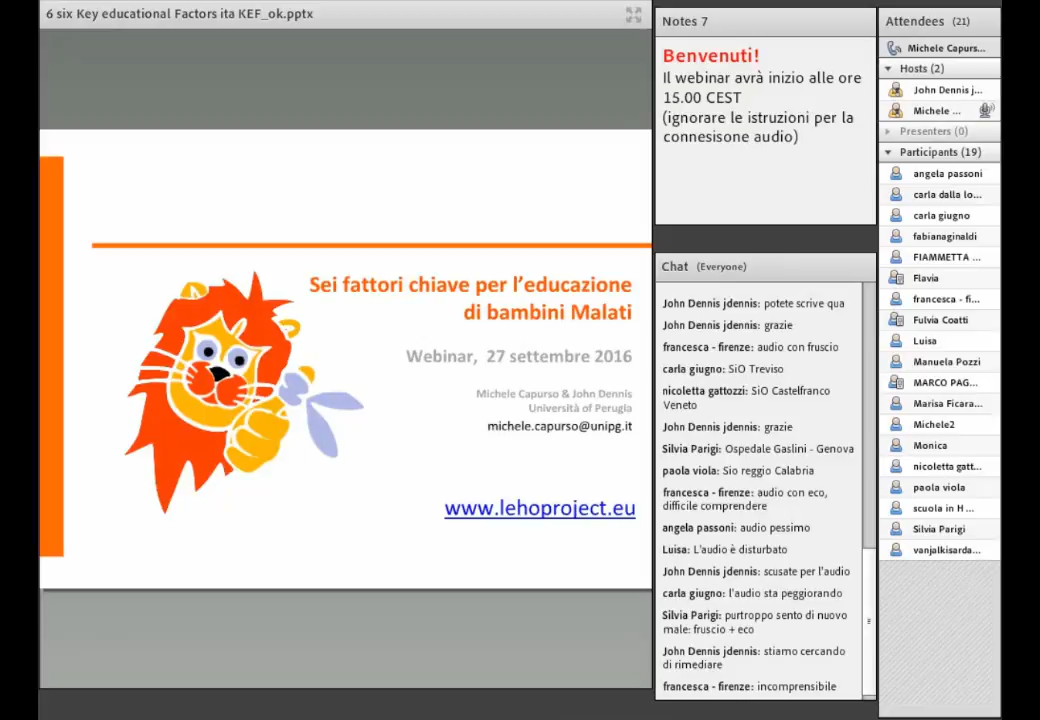 6 six Key educational Factors ita KEF_ok.pptx
Sei fattori chiave per l'educazione
di bambini Malati
Webinar, 27 settembre 2016
Michele Capurso & John Dennis
Università of Perugia
michele.capurso@unipg.it
www.lehoproject.eu
Notes 7
Benvenuti!
Il webinar avrà inizio alle ore
15.00 CEST
(ignorare le istruzioni per la
connesisone audio)
Chat (Everyone)
John Dennis jdennis: potete scrive qua
John Dennis jdennis: grazie
francesca - firenze: audio con fruscio
carla giugno: SiO Treviso
nicoletta gattozzi: SiO Castelfranco
Veneto
John Dennis jdennis: grazie
Silvia Parigi: Ospedale Gaslini - Genova
paola viola: Sio reggio Calabria
francesca - firenze: audio con eco,
difficile comprendere
angela passoni: audio pessimo
Luisa: L'audio è disturbato
John Dennis jdennis: scusate per l'audio
carla giugno: l'audio sta peggiorando
Silvia Parigi: purtroppo sento di nuovo
male: fruscio + eco
John Dennis jdennis: stiamo cercando
di rimediare
francesca - firenze: incomprensibile
Attendees (21)
Michele Capurs...
Hosts (2)
John Dennis j...
Michele ...
Presenters (0)
Participants (19)
angela passoni
carla dalla lo...
carla giugno
fabianaginaldi
FIAMMETTA ...
Flavia
francesca - fi...
Fulvia Coatti
Luisa
Manuela Pozzi
MARCO PAG...
Marisa Ficara...
Michele2
Monica
nicoletta gatt...
paola viola
scuola in H ...
Silvia Parigi
vanjalkisarda...